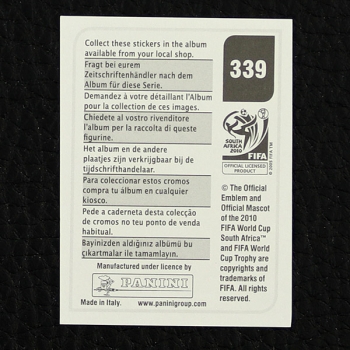 Collect these stickers in the album
available from your local shop.
Fragt bei eurem
Zeitschriftenhändler nach dem
Album für diese Serie.
Demandez à votre détaillant l'Album
pour la collection de ces images.
Chiedete al vostro rivenditore
l'album per la raccolta di queste
figurine.
Het album en de andere
plaatjes zijn verkrijgbaar bij de
tijdschrifthandelaar.
Para coleccionar estos cromos
compra tu álbum en cualquier
kiosco.
Pede a caderneta desta colecção
de cromos no teu ponto de venda
habitual.
Bayinizden aldığınız albümü bu
çıkartmalar ile tamamlayın.
Manufactured under licence by
PANINI
Made in Italy.
www.paninigroup.com
339
SOUTH AFRICA
2010
FIFA
OFFICIAL LICENSED
PRODUCT
© The Official
Emblem and
Official Mascot
of the 2010
FIFA World Cup
South Africa™
and FIFA World
Cup Trophy are
copyrights and
trademarks of
FIFA. All rights
reserved.